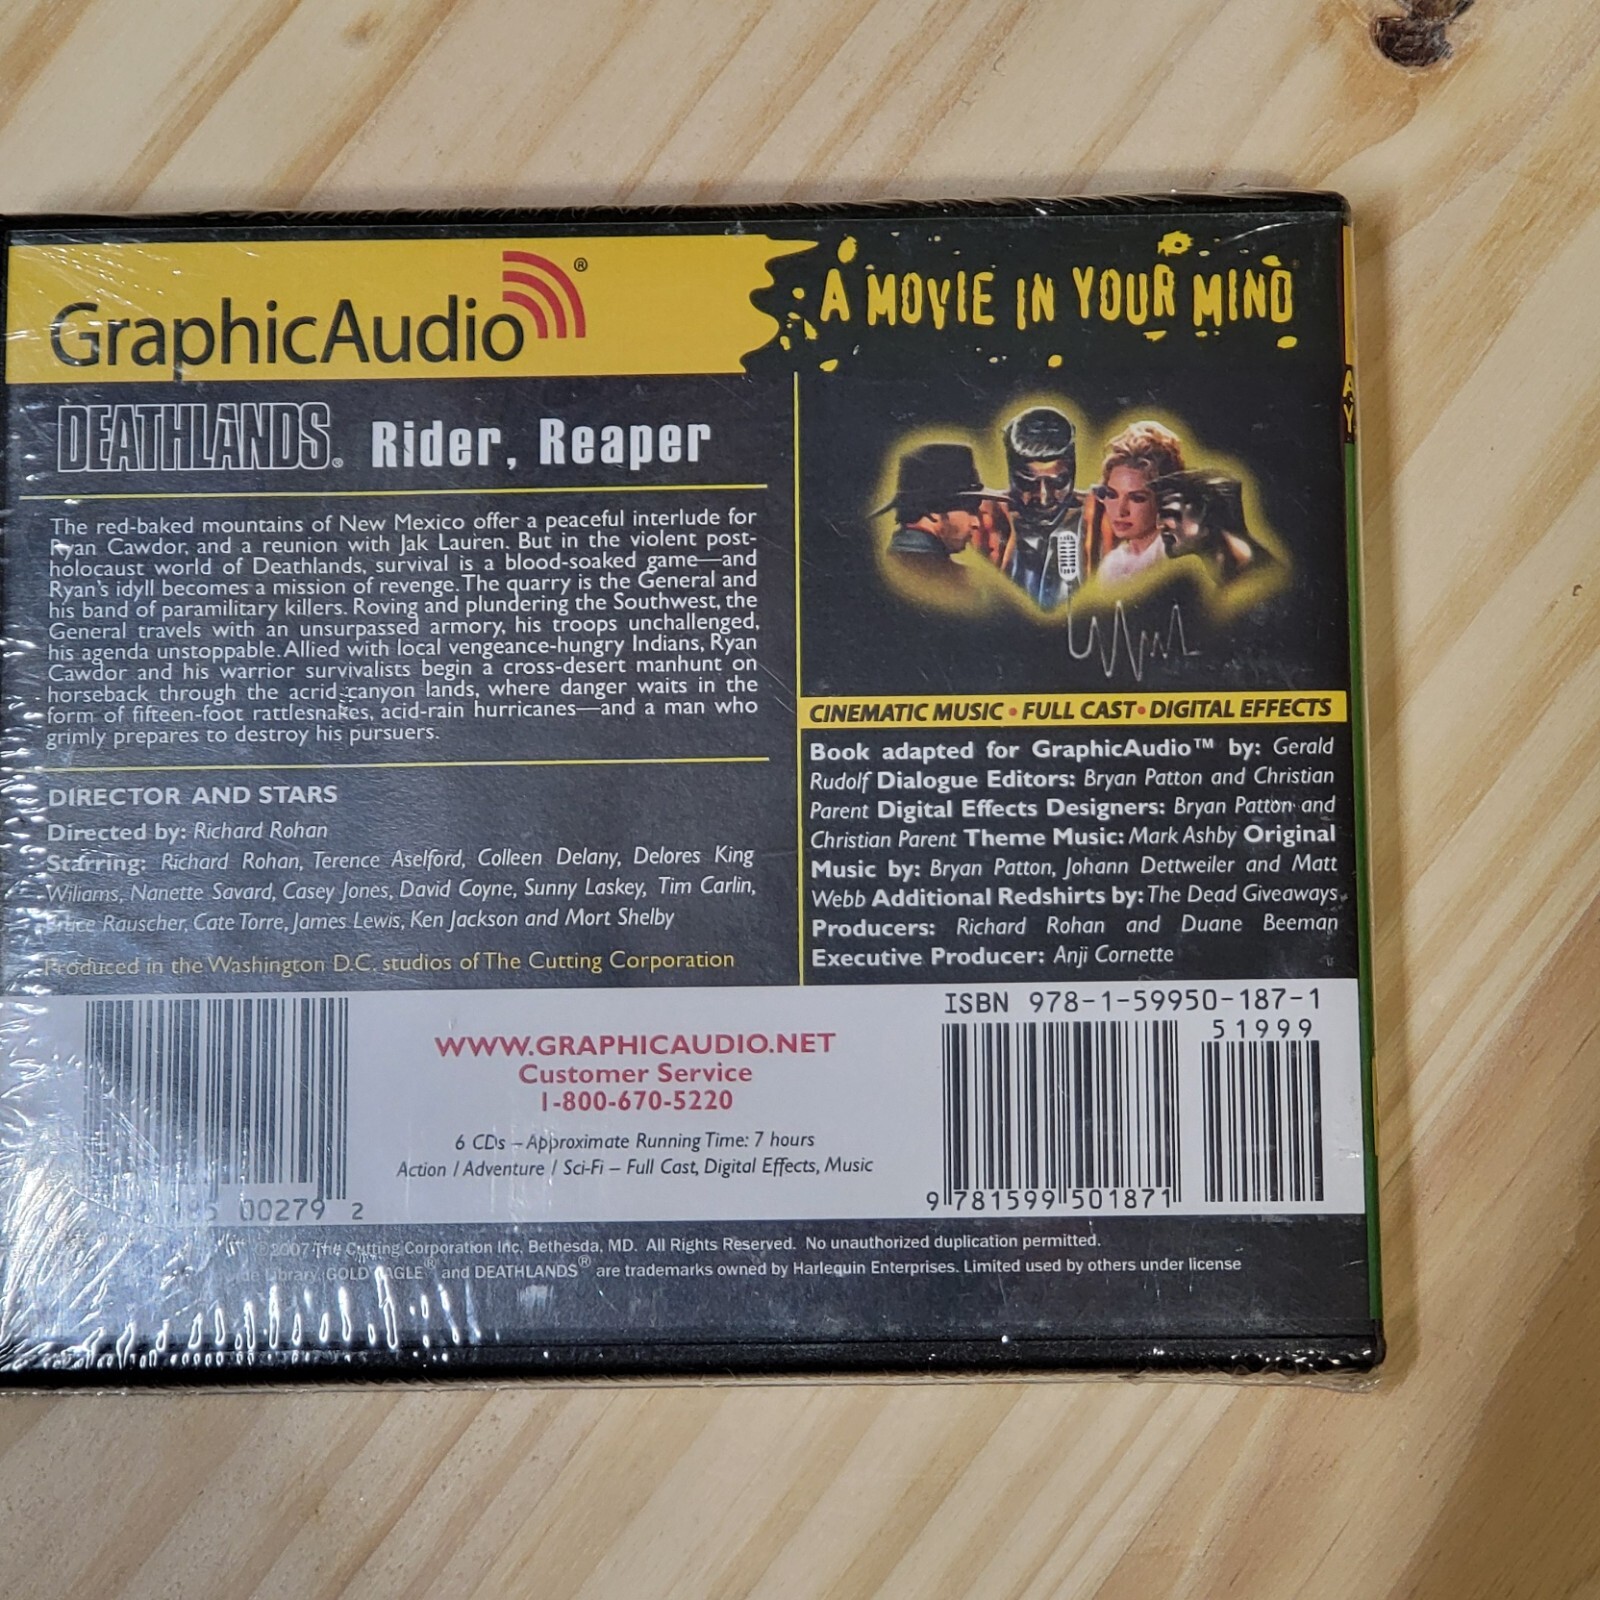 GraphicAudio®
A MOVIE IN YOUR MIND
DEATHLANDS® Rider, Reaper
The red-baked mountains of New Mexico offer a peaceful interlude for
Ryan Cawdor, and a reunion with Jak Lauren. But in the violent post-
holocaust world of Deathlands, survival is a blood-soaked game—and
Ryan's idyll becomes a mission of revenge. The quarry is the General and
his band of paramilitary killers. Roving and plundering the Southwest, the
General travels with an unsurpassed armory, his troops unchallenged,
his agenda unstoppable. Allied with local vengeance-hungry Indians, Ryan
Cawdor and his warrior survivalists begin a cross-desert manhunt on
horseback through the acrid canyon lands, where danger waits in the
form of fifteen-foot rattlesnakes, acid-rain hurricanes—and a man who
grimly prepares to destroy his pursuers.
DIRECTOR AND STARS
Directed by: Richard Rohan
Starring: Richard Rohan, Terence Aselford, Colleen Delany, Delores King
Wiliams, Nanette Savard, Casey Jones, David Coyne, Sunny Laskey, Tim Carlin,
Rauscher, Cate Torre, James Lewis, Ken Jackson and Mort Shelby
Produced in the Washington D.C. studios of The Cutting Corporation
CINEMATIC MUSIC • FULL CAST • DIGITAL EFFECTS
Book adapted for GraphicAudio™ by: Gerald
Rudolf Dialogue Editors: Bryan Patton and Christian
Parent Digital Effects Designers: Bryan Patton and
Christian Parent Theme Music: Mark Ashby Original
Music by: Bryan Patton, Johann Dettweiler and Matt
Webb Additional Redshirts by: The Dead Giveaways
Producers: Richard Rohan and Duane Beeman
Executive Producer: Anji Cornette
00279 2
WWW.GRAPHICAUDIO.NET
Customer Service
1-800-670-5220
6 CDs – Approximate Running Time: 7 hours
Action / Adventure / Sci-Fi – Full Cast, Digital Effects, Music
ISBN 978-1-59950-187-1
51999
9 781599 501871
©2007 The Cutting Corporation Inc, Bethesda, MD. All Rights Reserved. No unauthorized duplication permitted.
Library, GOLD EAGLE® and DEATHLANDS® are trademarks owned by Harlequin Enterprises. Limited used by others under license